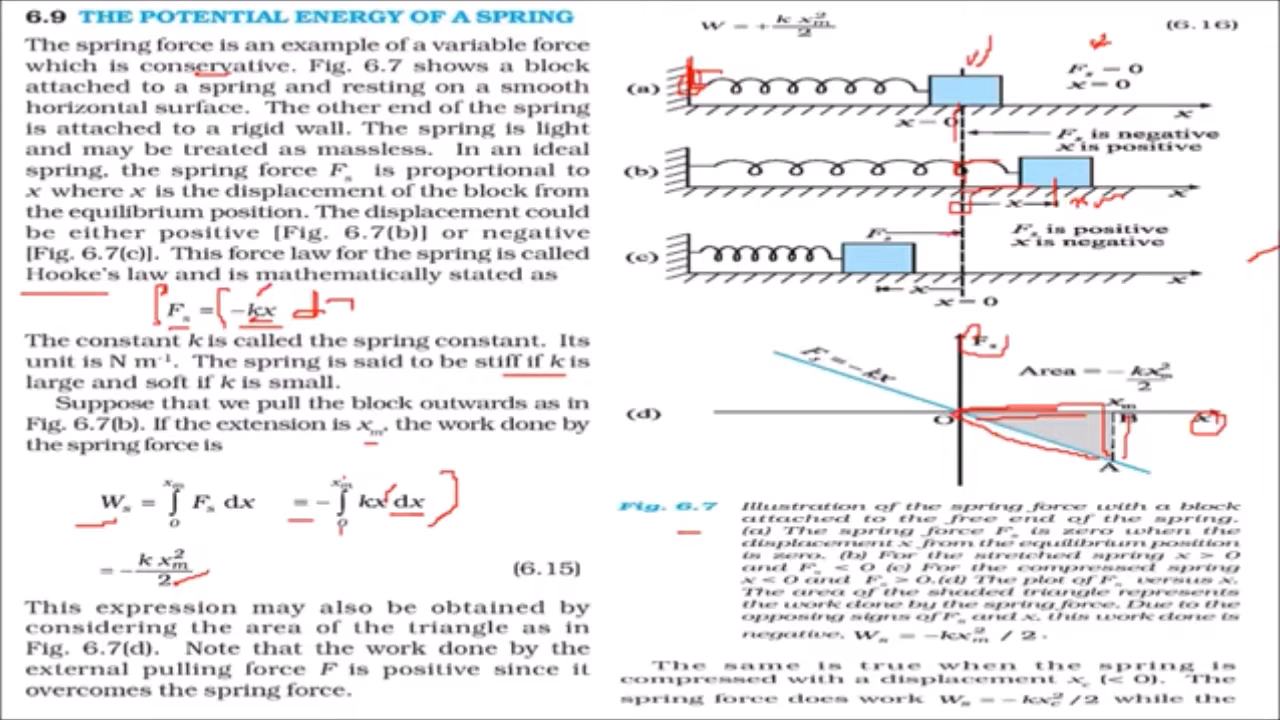 6.9 THE POTENTIAL ENERGY OF A SPRING
The spring force is an example of a variable force
which is conservative. Fig. 6.7 shows a block
attached to a spring and resting on a smooth
horizontal surface. The other end of the spring
is attached to a rigid wall. The spring is light
and may be treated as massless. In an ideal
spring, the spring force Fs is proportional to
x where x is the displacement of the block from
the equilibrium position. The displacement could
be either positive [Fig. 6.7(b)] or negative
[Fig. 6.7(c)]. This force law for the spring is called
Hooke's law and is mathematically stated as
Fs = −kx
The constant k is called the spring constant. Its
unit is N m-1. The spring is said to be stiff if k is
large and soft if k is small.
Suppose that we pull the block outwards as in
Fig. 6.7(b). If the extension is xm, the work done by
the spring force is
Ws = ∫0^xm Fs dx = − ∫0^xm kx dx
= − k xm²/2 (6.15)
This expression may also be obtained by
considering the area of the triangle as in
Fig. 6.7(d). Note that the work done by the
external pulling force F is positive since it
overcomes the spring force.
W = + k xm²/2 (6.16)
(a)
Fs = 0
x = 0
x = 0
x
Fs is negative
x is positive
(b)
x
x
Fs is positive
x is negative
Fs
(c)
x
x
x = 0
Fs
Fs = −kx
Area = − kxm²/2
xm
(d)
O
B
x
A
Fig. 6.7 Illustration of the spring force with a block
attached to the free end of the spring.
(a) The spring force Fs is zero when the
displacement x from the equilibrium position
is zero. (b) For the stretched spring x > 0
and Fs < 0 (c) For the compressed spring
x < 0 and Fs > 0.(d) The plot of Fs versus x.
The area of the shaded triangle represents
the work done by the spring force. Due to the
opposing signs of Fs and x, this work done is
negative, Ws = −kxm² / 2 .
The same is true when the spring is
compressed with a displacement xc (< 0). The
spring force does work Ws = − kxc² /2 while the